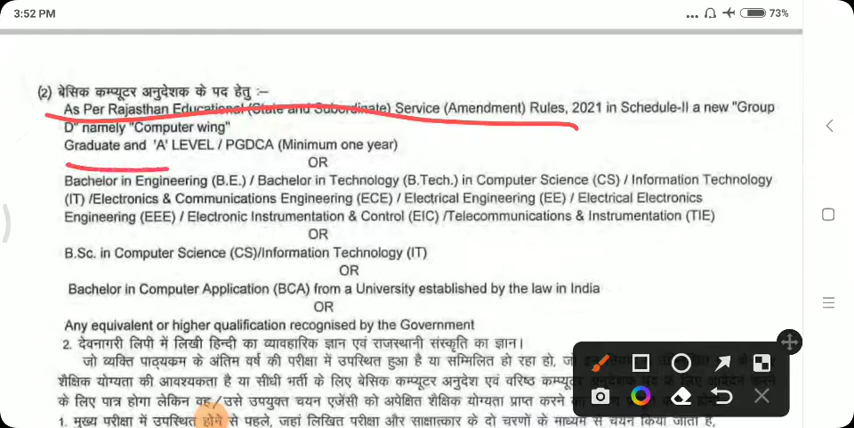 3:52 PM
73%
(2) बेसिक कम्प्यूटर अनुदेशक के पद हेतु :–
As Per Rajasthan Educational (State and Subordinate) Service (Amendment) Rules, 2021 in Schedule-II a new "Group
D" namely "Computer wing"
Graduate and 'A' LEVEL / PGDCA (Minimum one year)
OR
Bachelor in Engineering (B.E.) / Bachelor in Technology (B.Tech.) in Computer Science (CS) / Information Technology
(IT) /Electronics & Communications Engineering (ECE) / Electrical Engineering (EE) / Electrical Electronics
Engineering (EEE) / Electronic Instrumentation & Control (EIC) /Telecommunications & Instrumentation (TIE)
OR
B.Sc. in Computer Science (CS)/Information Technology (IT)
OR
Bachelor in Computer Application (BCA) from a University established by the law in India
OR
Any equivalent or higher qualification recognised by the Government
2. देवनागरी लिपी में लिखी हिन्दी का व्यावहारिक ज्ञान एवं राजस्थानी संस्कृति का ज्ञान।
जो व्यक्ति पाठ्यकम के अंतिम वर्ष की परीक्षा में उपस्थित हुआ है या सम्मिलित हो रहा हो,
शैक्षिक योग्यता की आवश्यकता है या सीधी भर्ती के लिए बेसिक कम्प्यूटर अनुदेश एवं वरिष्ठ
के लिए पात्र होगा लेकिन वह/उसे उपयुक्त चयन एजेंसी को अपेक्षित शैक्षिक योग्यता प्राप्त करने
1. मुख्य परीक्षा में उपस्थित होने से पहले, जहां लिखित परीक्षा और साक्षात्कार के दो चरणों के माध्यम से चयन किया जाता है,